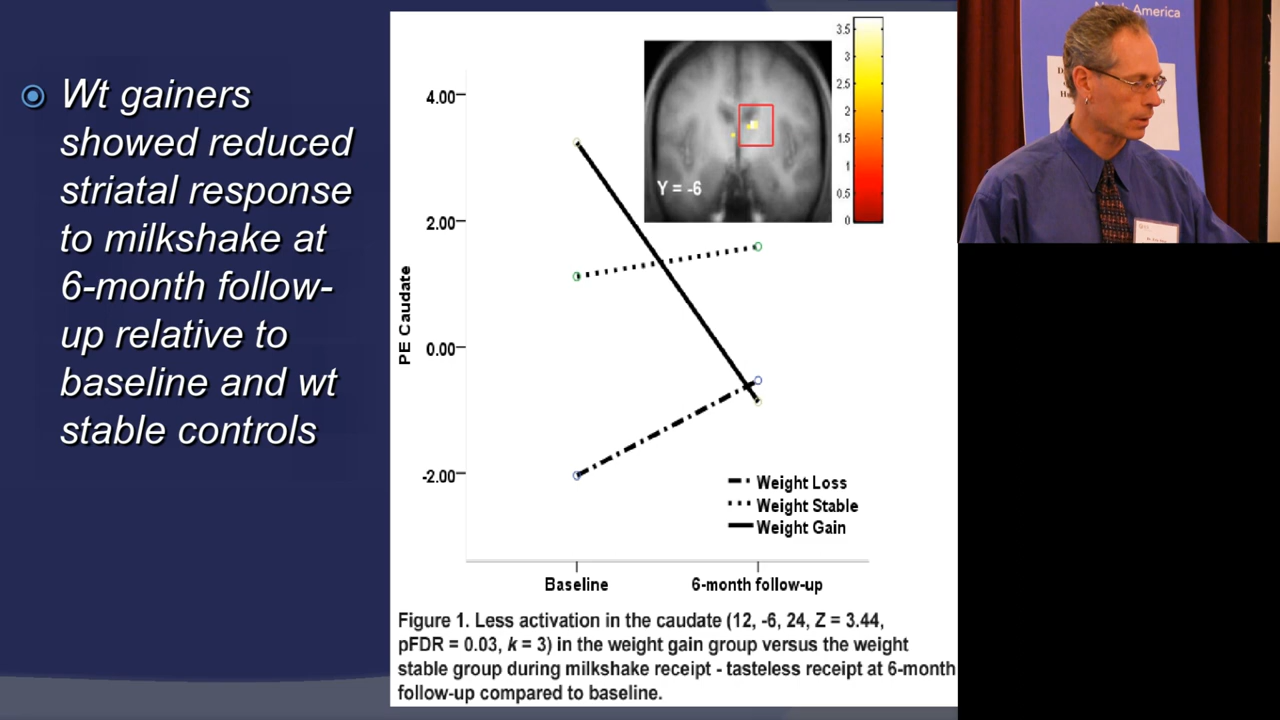 Wt gainers
showed reduced
striatal response
to milkshake at
6-month follow-
up relative to
baseline and wt
stable controls
4.00
2.00
0.00
-2.00
PE Caudate
Y = -6
3.5
3
2.5
2
1.5
1
0.5
0
Weight Loss
Weight Stable
Weight Gain
Baseline
6-month follow-up
Figure 1. Less activation in the caudate (12, -6, 24, Z = 3.44,
pFDR = 0.03, k = 3) in the weight gain group versus the weight
stable group during milkshake receipt - tasteless receipt at 6-month
follow-up compared to baseline.
North America